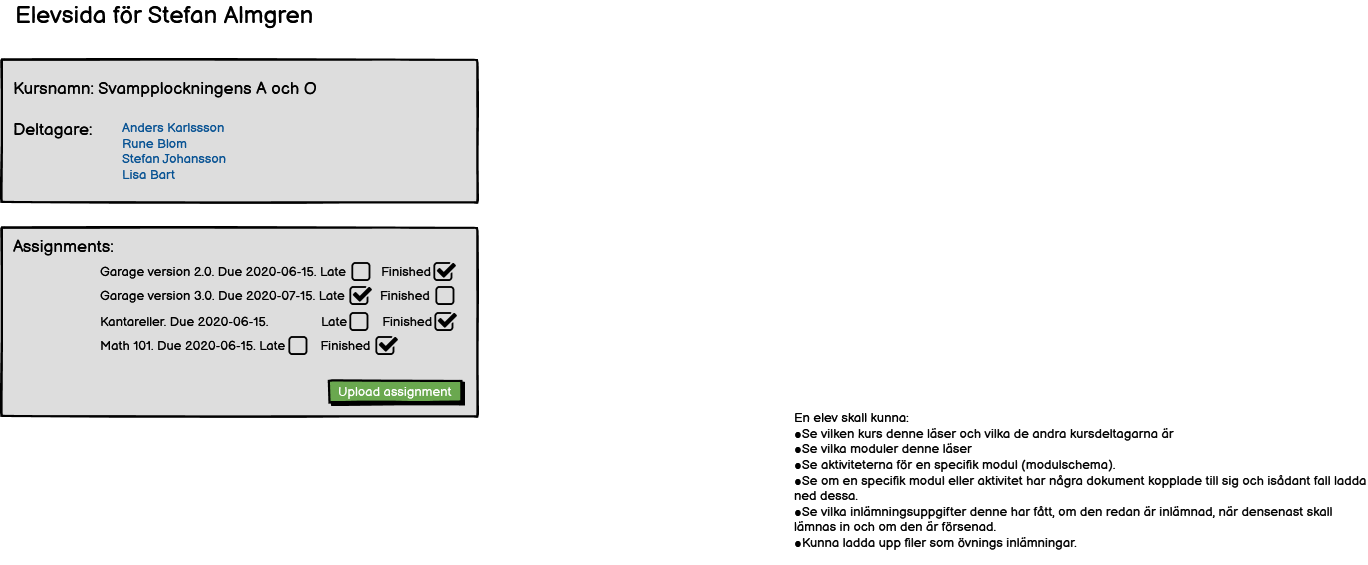 Elevsida för Stefan Almgren
Kursnamn: Svampplockningens A och O
Deltagare:
Anders Karlssson
Rune Blom
Stefan Johansson
Lisa Bart
Assignments:
Garage version 2.0. Due 2020-06-15. Late Finished
Garage version 3.0. Due 2020-07-15. Late Finished
Kantareller. Due 2020-06-15. Late Finished
Math 101. Due 2020-06-15. Late Finished
Upload assignment
En elev skall kunna:
●Se vilken kurs denne läser och vilka de andra kursdeltagarna är
●Se vilka moduler denne läser
●Se aktiviteterna för en specifik modul (modulschema).
●Se om en specifik modul eller aktivitet har några dokument kopplade till sig och isådant fall ladda
ned dessa.
●Se vilka inlämningsuppgifter denne har fått, om den redan är inlämnad, när densenast skall
lämnas in och om den är försenad.
●Kunna ladda upp filer som övnings inlämningar.